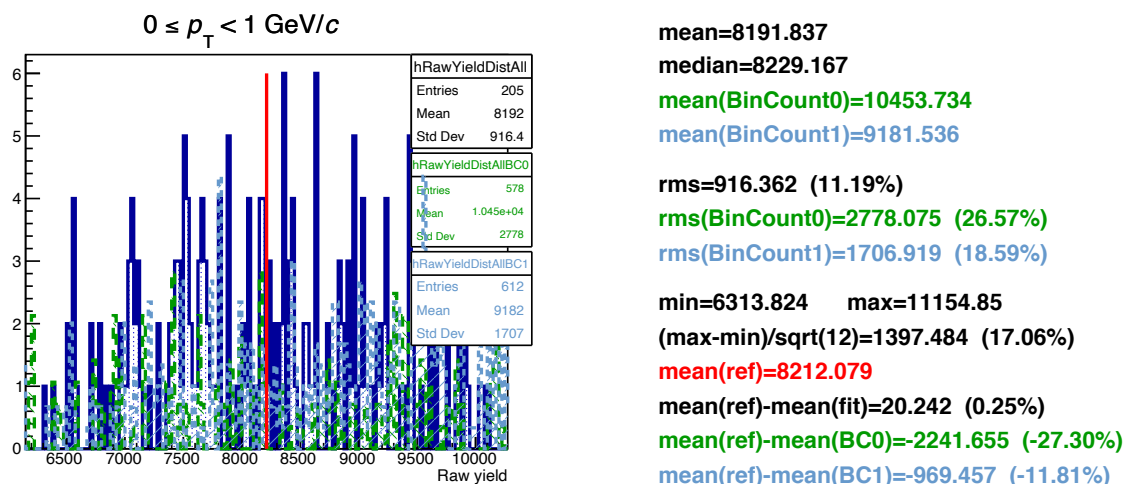 0 ≤ p_T < 1 GeV/c
6
5
4
3
2
1
0
6500 7000 7500 8000 8500 9000 9500 10000
Raw yield
hRawYieldDistAll
Entries 205
Mean 8192
Std Dev 916.4
hRawYieldDistAllBC0
Entries 578
Mean 1.045e+04
Std Dev 2778
hRawYieldDistAllBC1
Entries 612
Mean 9182
Std Dev 1707
mean=8191.837
median=8229.167
mean(BinCount0)=10453.734
mean(BinCount1)=9181.536
rms=916.362 (11.19%)
rms(BinCount0)=2778.075 (26.57%)
rms(BinCount1)=1706.919 (18.59%)
min=6313.824 max=11154.85
(max-min)/sqrt(12)=1397.484 (17.06%)
mean(ref)=8212.079
mean(ref)-mean(fit)=20.242 (0.25%)
mean(ref)-mean(BC0)=-2241.655 (-27.30%)
mean(ref)-mean(BC1)=-969.457 (-11.81%)